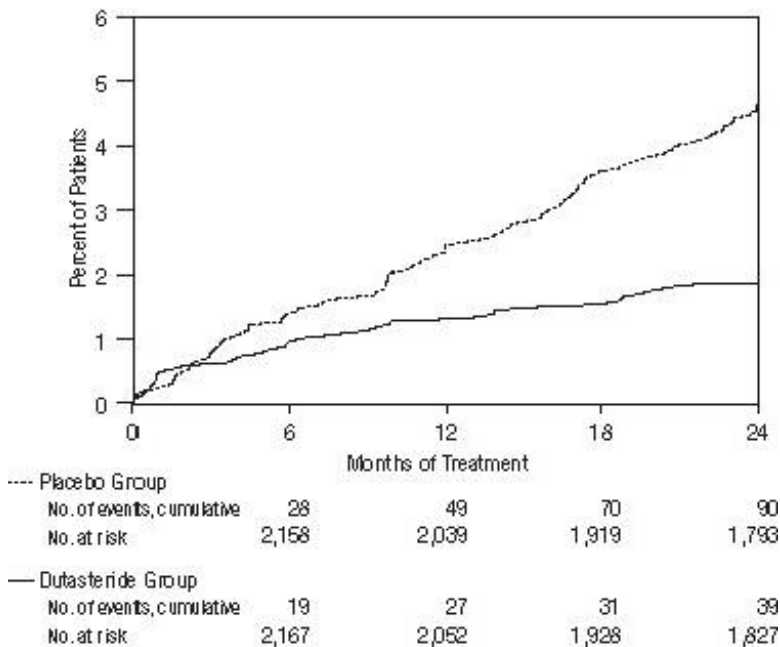 6
5
4
3
2
1
0
Percent of Patients
0 6 12 18 24
Months of Treatment
Placebo Group
No. of events, cumulative 28 49 70 90
No. at risk 2,158 2,039 1,919 1,793
Dutasteride Group
No. of events, cumulative 19 27 31 39
No. at risk 2,167 2,052 1,928 1,827